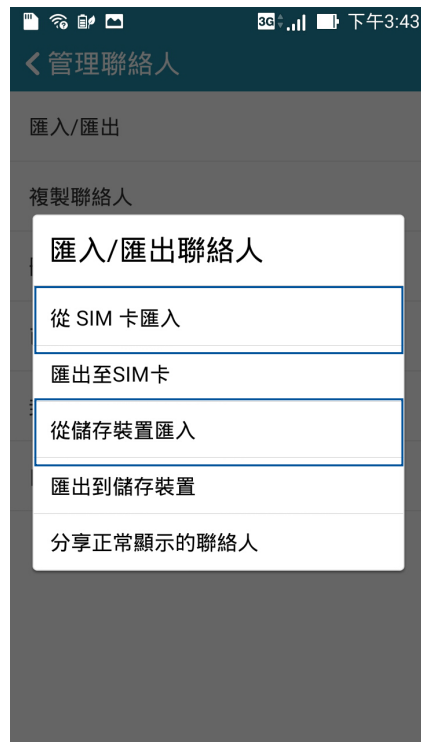 3G 下午3:43
管理聯絡人
匯入/匯出
複製聯絡人
匯入/匯出聯絡人
從 SIM 卡匯入
匯出至SIM卡
從儲存裝置匯入
匯出到儲存裝置
分享正常顯示的聯絡人